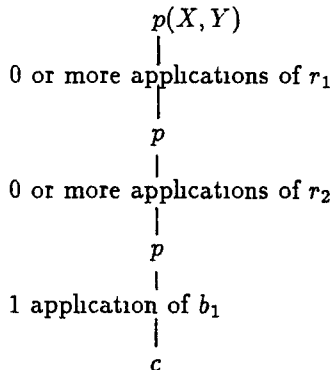 p(X, Y)
0 or more applications of r₁
p
0 or more applications of r₂
p
1 application of b₁
c